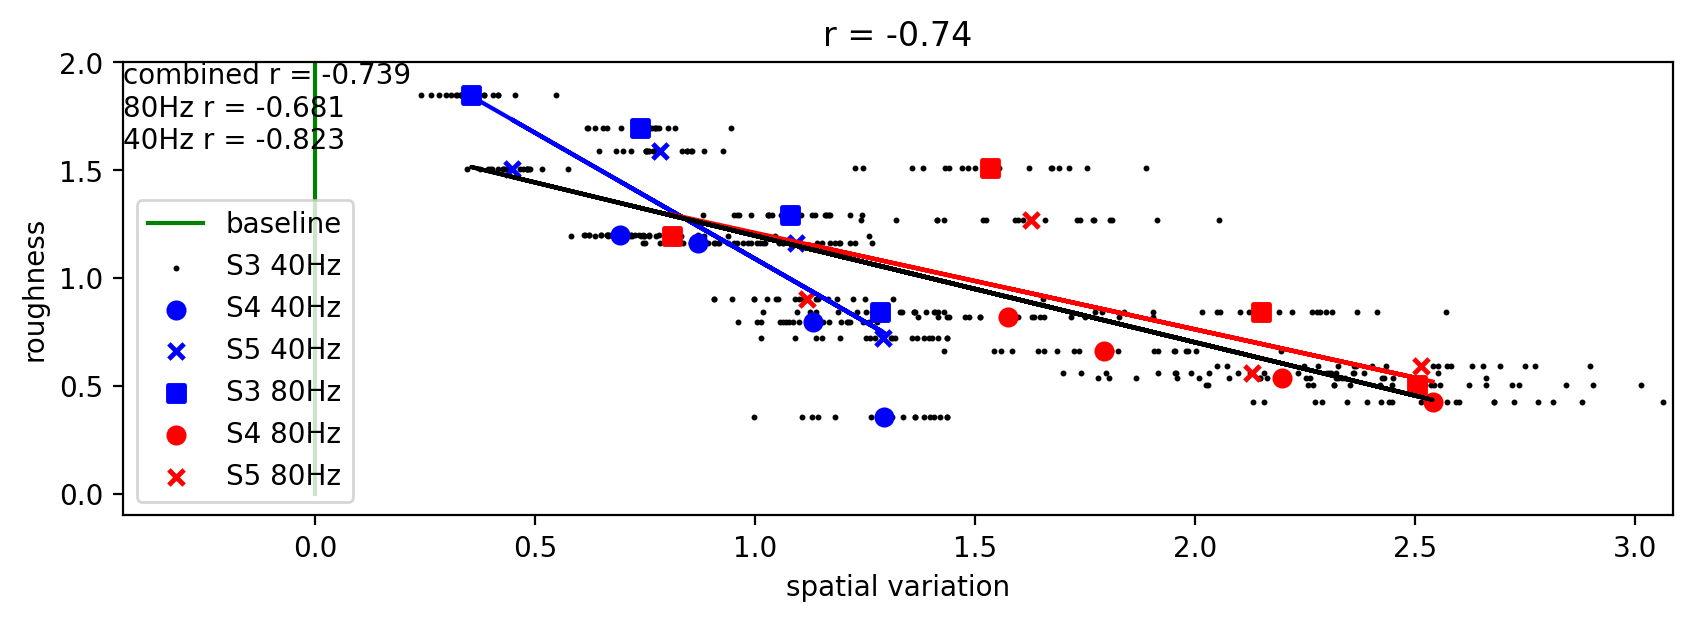 r = -0.74
combined r = -0.739
80Hz r = -0.681
40Hz r = -0.823
baseline
S3 40Hz
S4 40Hz
S5 40Hz
S3 80Hz
S4 80Hz
S5 80Hz
roughness
2.0
1.5
1.0
0.5
0.0
0.0 0.5 1.0 1.5 2.0 2.5 3.0
spatial variation